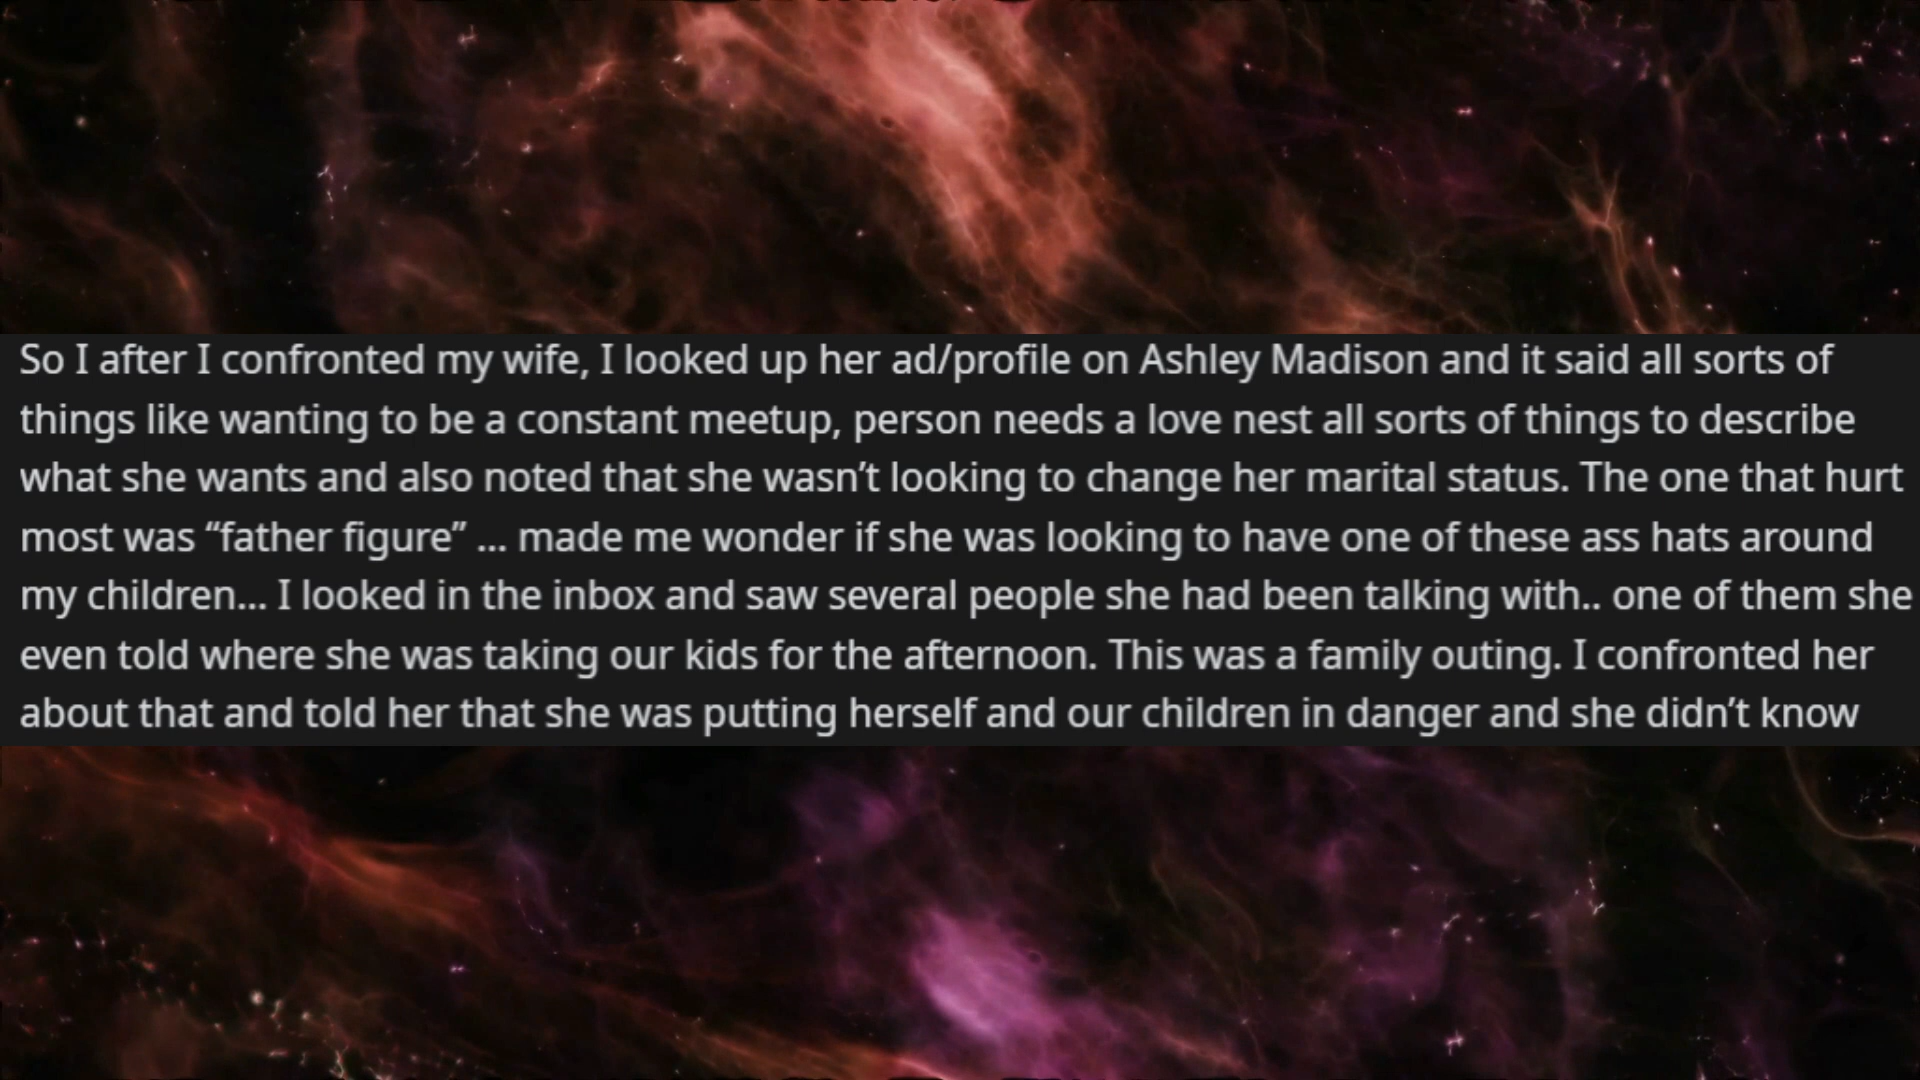 So I after I confronted my wife, I looked up her ad/profile on Ashley Madison and it said all sorts of
things like wanting to be a constant meetup, person needs a love nest all sorts of things to describe
what she wants and also noted that she wasn’t looking to change her marital status. The one that hurt
most was “father figure” ... made me wonder if she was looking to have one of these ass hats around
my children... I looked in the inbox and saw several people she had been talking with.. one of them she
even told where she was taking our kids for the afternoon. This was a family outing. I confronted her
about that and told her that she was putting herself and our children in danger and she didn’t know